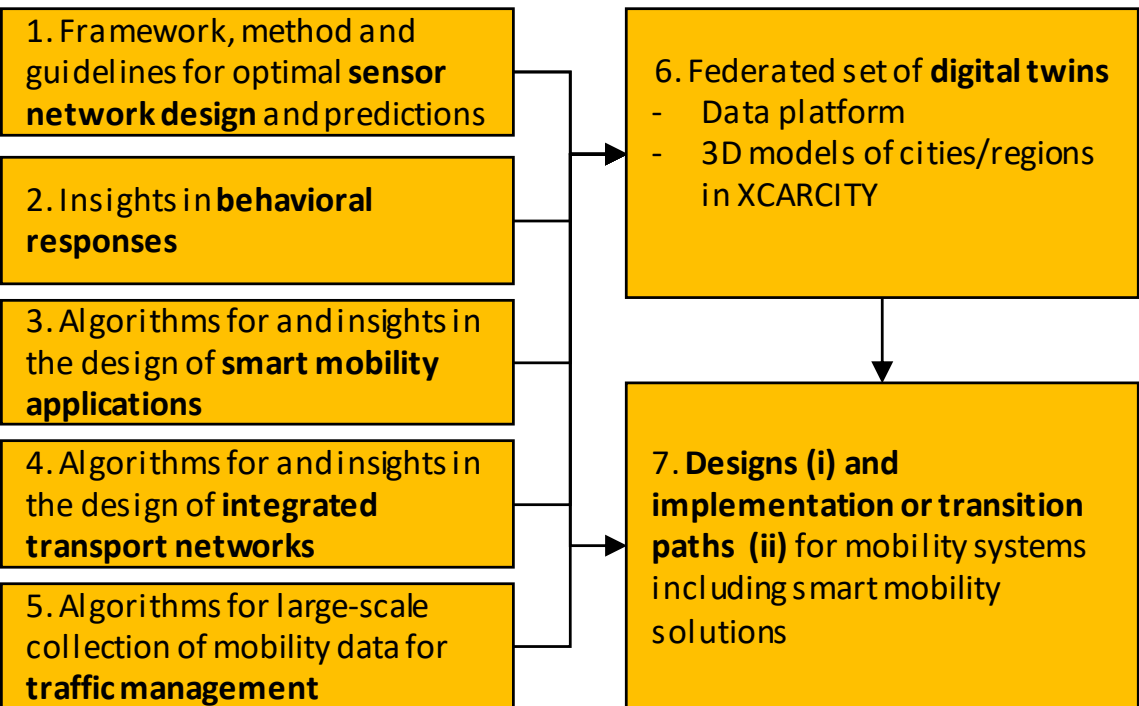 1. Framework, method and
guidelines for optimal sensor
network design and predictions
2. Insights in behavioral
responses
3. Algorithms for and insights in
the design of smart mobility
applications
4. Algorithms for and insights in
the design of integrated
transport networks
5. Algorithms for large-scale
collection of mobility data for
traffic management
6. Federated set of digital twins
- Data platform
- 3D models of cities/regions
in XCARCITY
7. Designs (i) and
implementation or transition
paths (ii) for mobility systems
including smart mobility
solutions